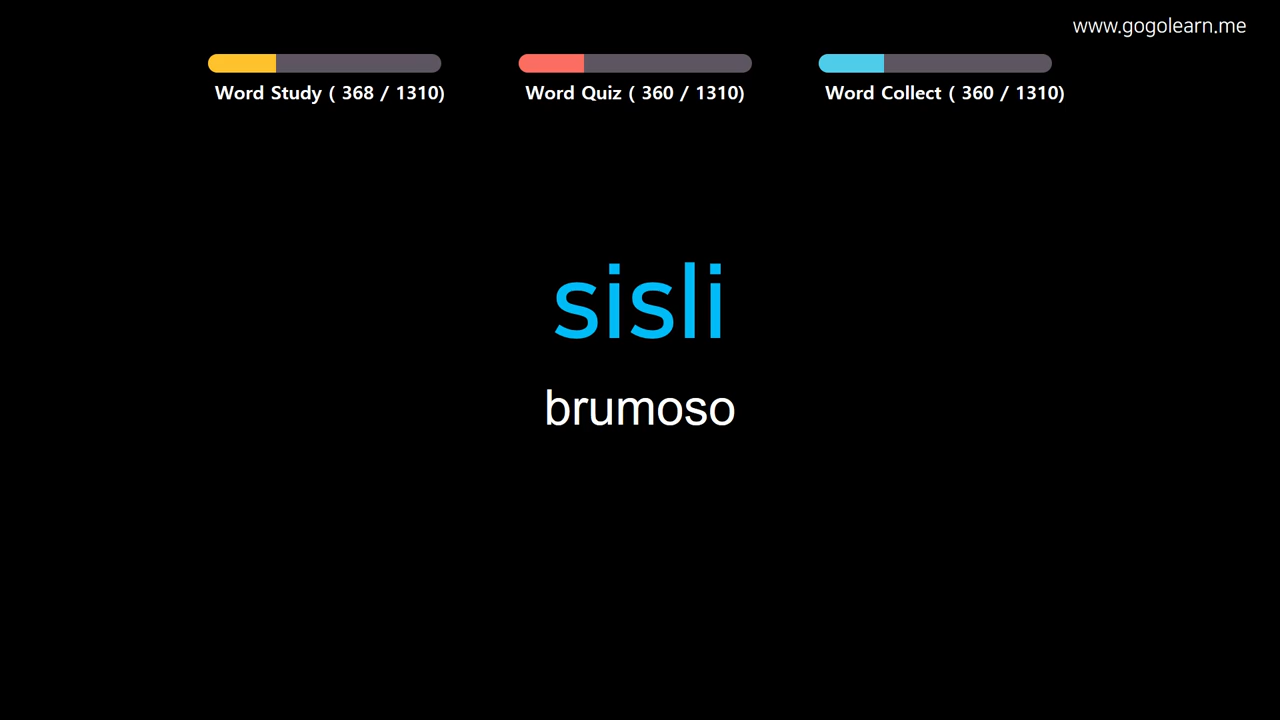 www.gogolearn.me
Word Study ( 368 / 1310)
Word Quiz ( 360 / 1310)
Word Collect ( 360 / 1310)
sisli
brumoso